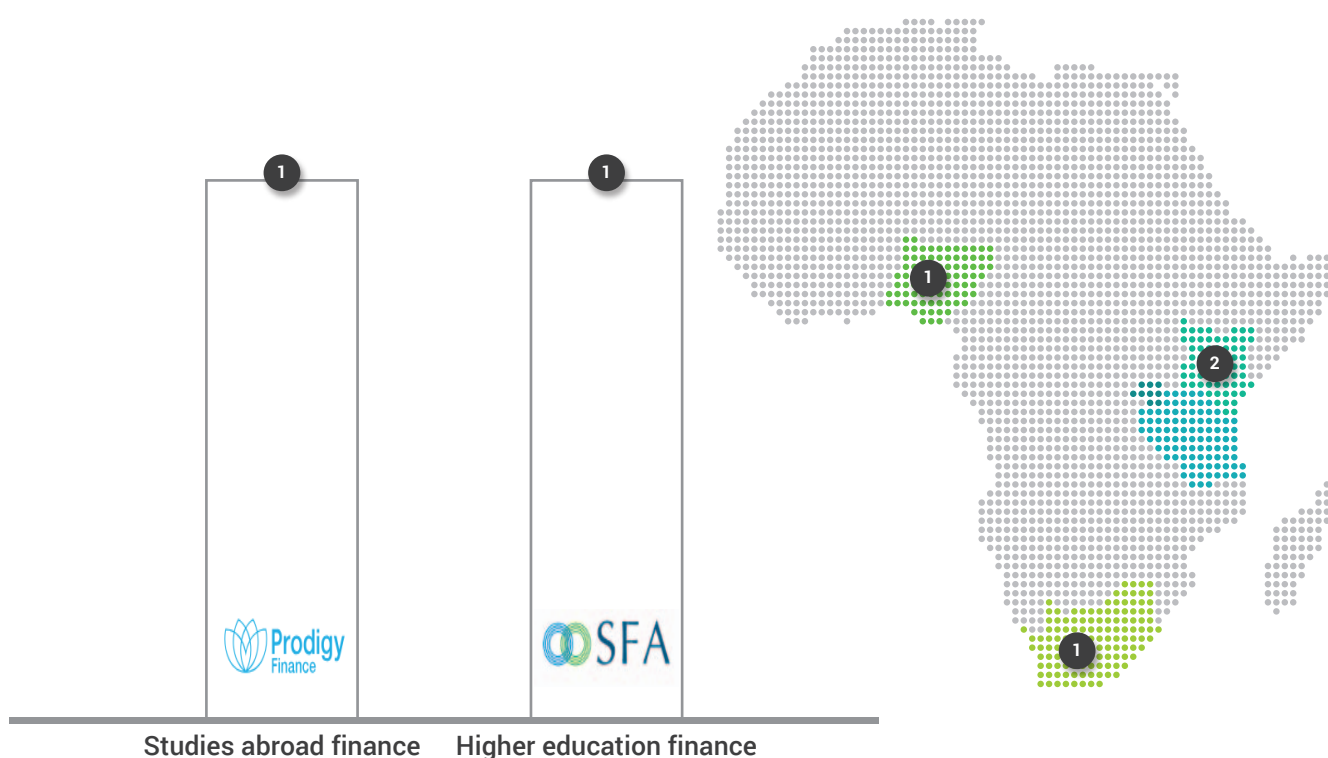 1
1
1
2
1
Prodigy
Finance
SFA
Studies abroad finance
Higher education finance